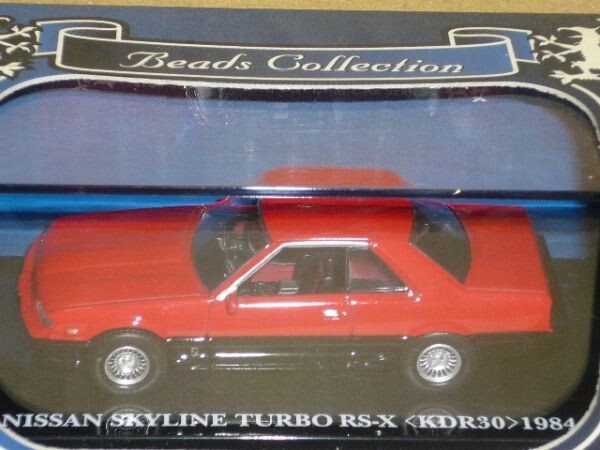 Beads Collection
NISSAN SKYLINE TURBO RS-X <KDR30>1984